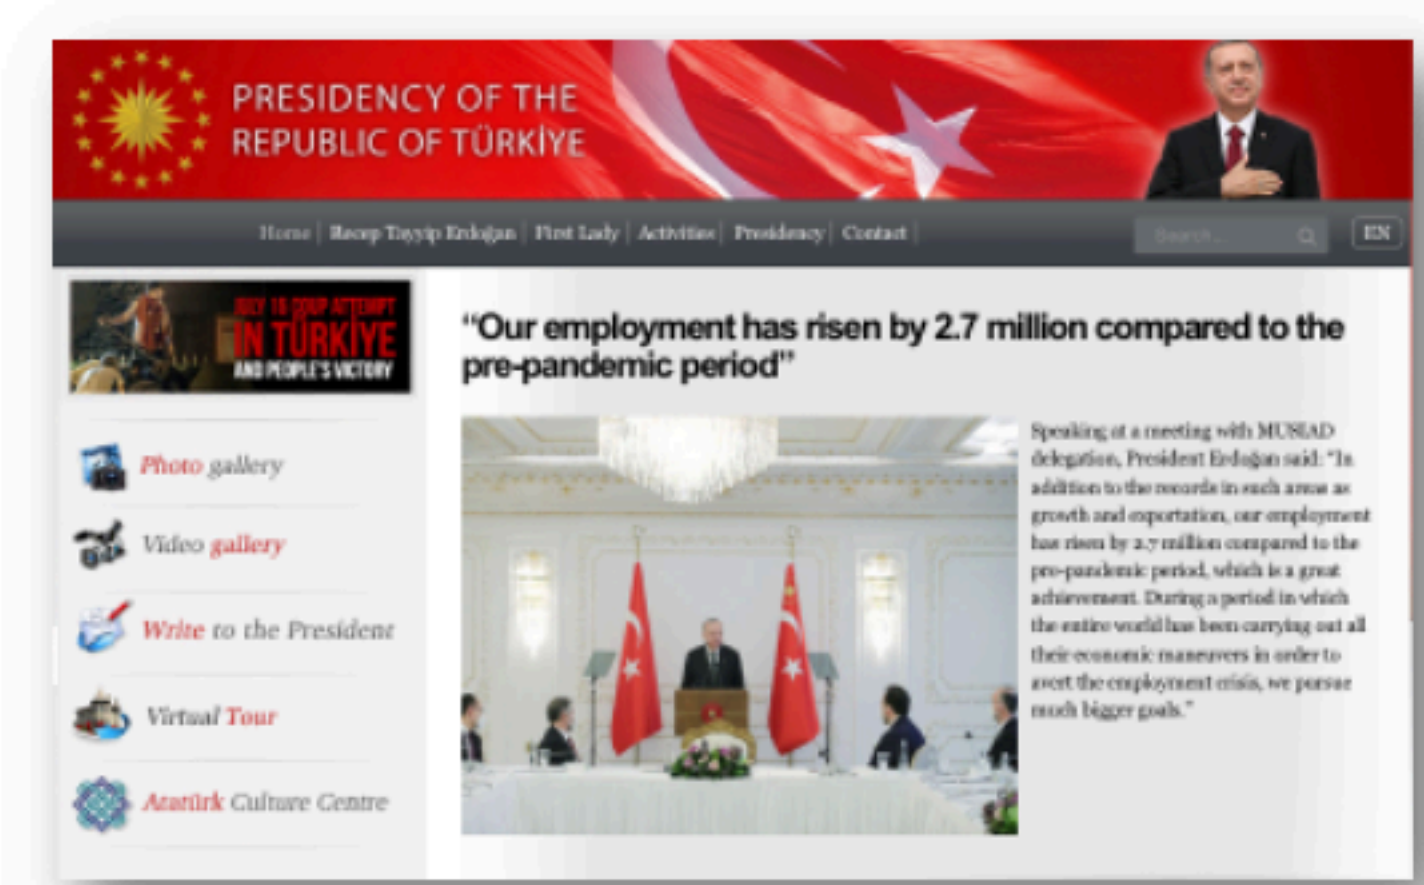 PRESIDENCY OF THE
REPUBLIC OF TÜRKİYE
Home | Recep Tayyip Erdoğan | First Lady | Activities | Presidency | Contact |
Search...
EN
JULY 15 COUP ATTEMPT
IN TÜRKİYE
AND PEOPLE'S VICTORY
Photo gallery
Video gallery
Write to the President
Virtual Tour
Atatürk Culture Centre
“Our employment has risen by 2.7 million compared to the
pre-pandemic period”
Speaking at a meeting with MUSIAD
delegation, President Erdoğan said: “In
addition to the records in such areas as
growth and exportation, our employment
has risen by 2.7 million compared to the
pre-pandemic period, which is a great
achievement. During a period in which
the entire world has been carrying out all
their economic maneuvers in order to
avert the employment crisis, we pursue
much bigger goals.”